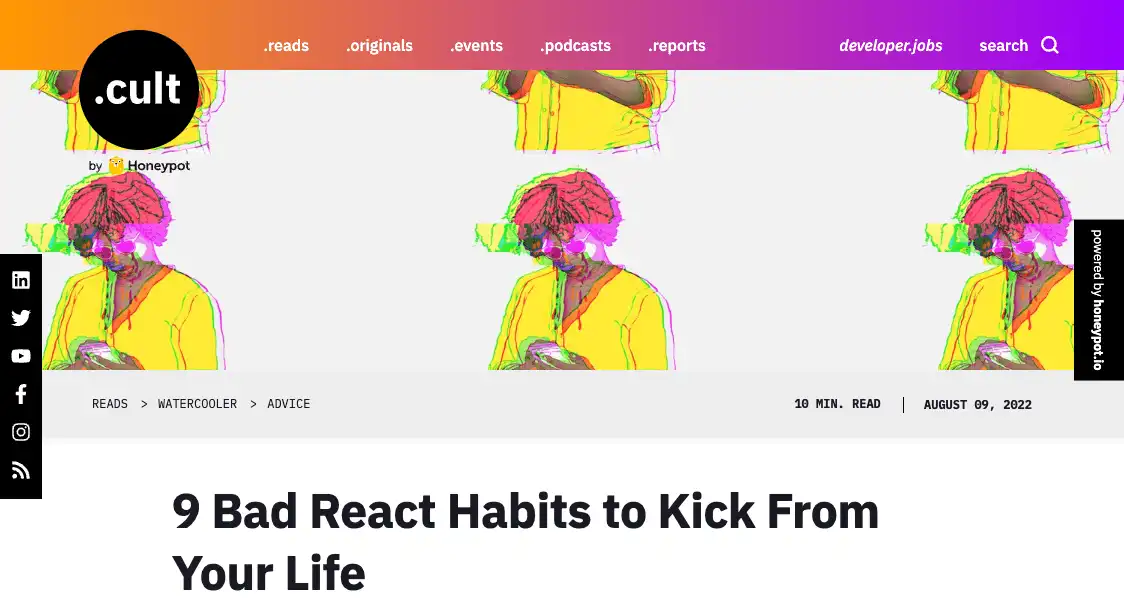 .reads .originals .events .podcasts .reports developer.jobs search
.cult
by Honeypot
powered by honeypot.io
READS > WATERCOOLER > ADVICE 10 MIN. READ | AUGUST 09, 2022
9 Bad React Habits to Kick From
Your Life